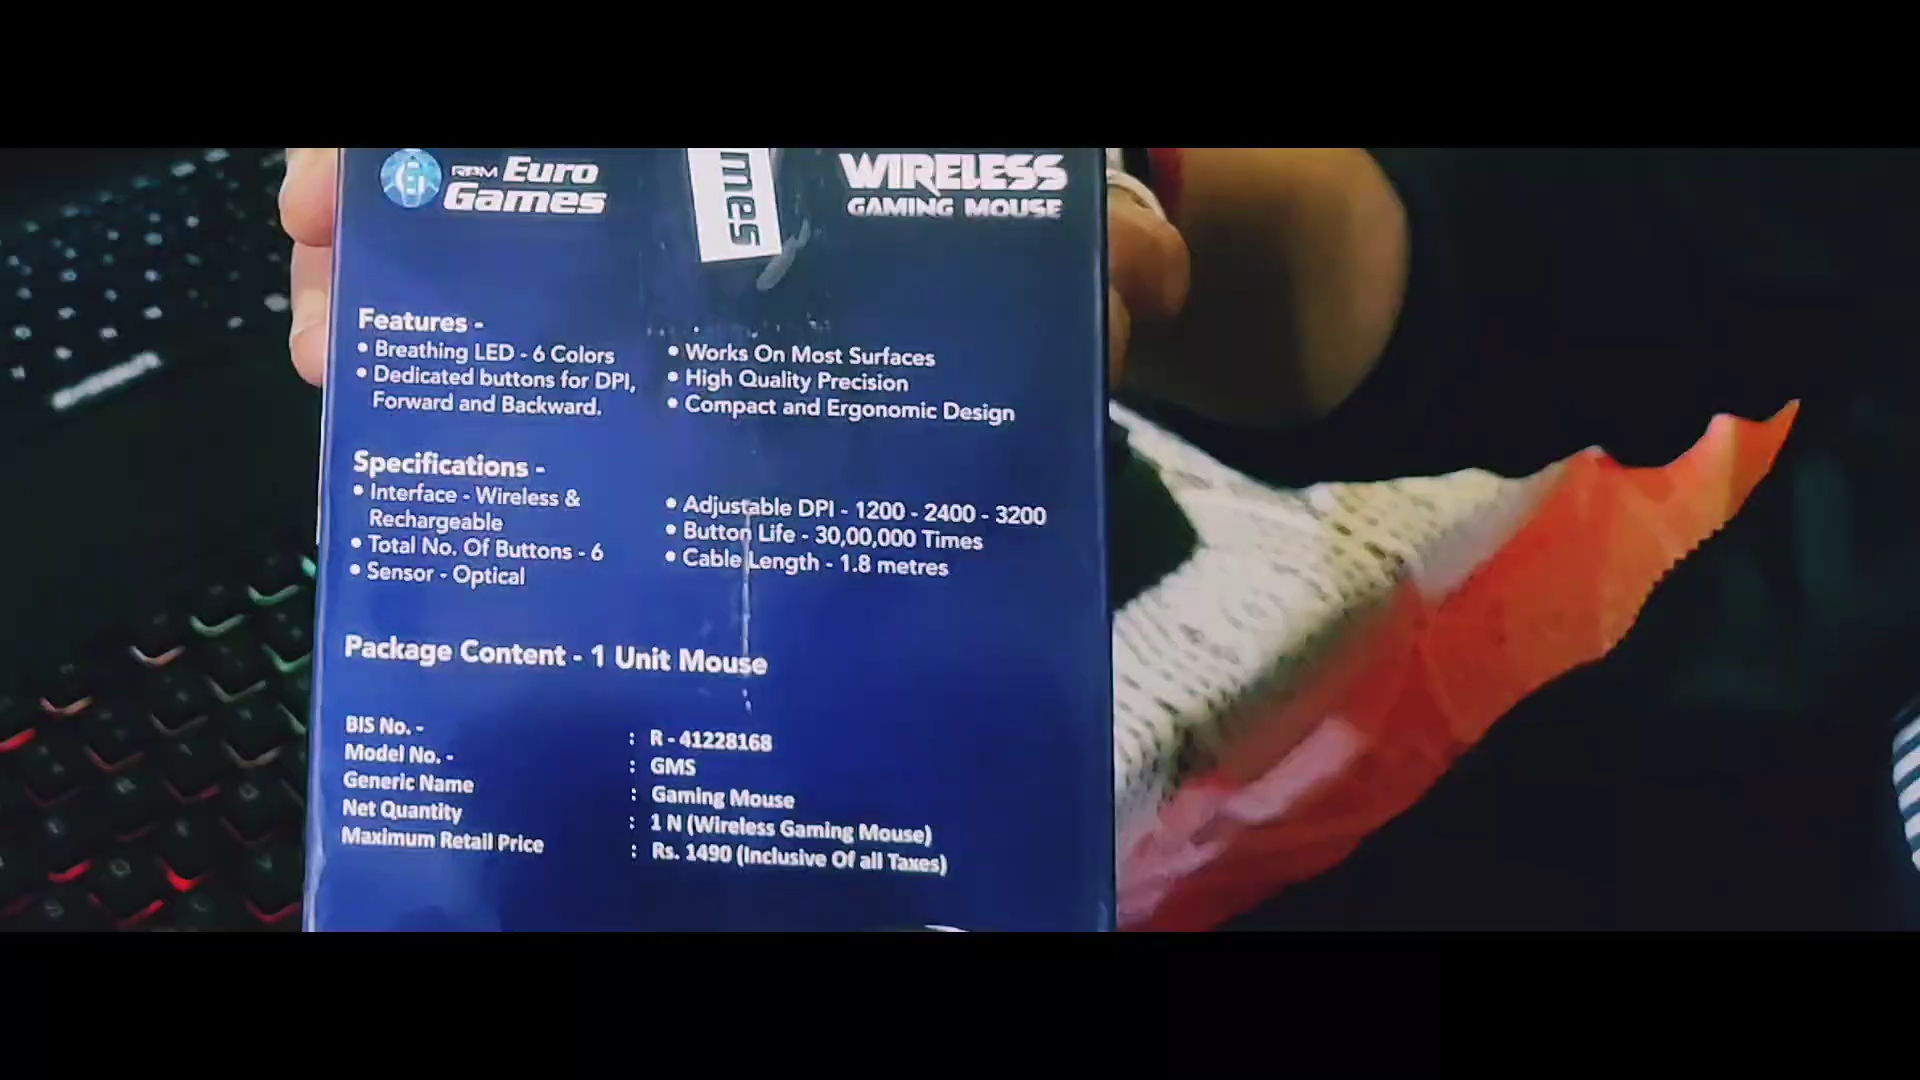 RPM Euro
Games
WIRELESS
GAMING MOUSE
Features -
• Breathing LED - 6 Colors
• Dedicated buttons for DPI,
Forward and Backward.
• Works On Most Surfaces
• High Quality Precision
• Compact and Ergonomic Design
Specifications -
• Interface - Wireless &
Rechargeable
• Total No. Of Buttons - 6
• Sensor - Optical
• Adjustable DPI - 1200 - 2400 - 3200
• Button Life - 30,00,000 Times
• Cable Length - 1.8 metres
Package Content - 1 Unit Mouse
BIS No. - : R - 41228168
Model No. - : GMS
Generic Name : Gaming Mouse
Net Quantity : 1 N (Wireless Gaming Mouse)
Maximum Retail Price : Rs. 1490 (Inclusive Of all Taxes)